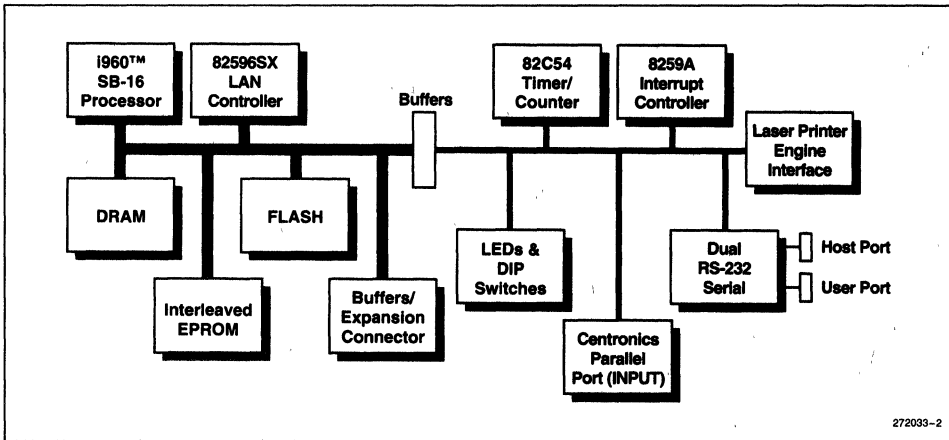 i960™
SB-16
Processor
82596SX
LAN
Controller
Buffers
82C54
Timer/
Counter
8259A
Interrupt
Controller
Laser Printer
Engine
Interface
DRAM
FLASH
Interleaved
EPROM
Buffers/
Expansion
Connector
LEDs &
DIP
Switches
Centronics
Parallel
Port (INPUT)
Dual
RS-232
Serial
Host Port
User Port
272033-2